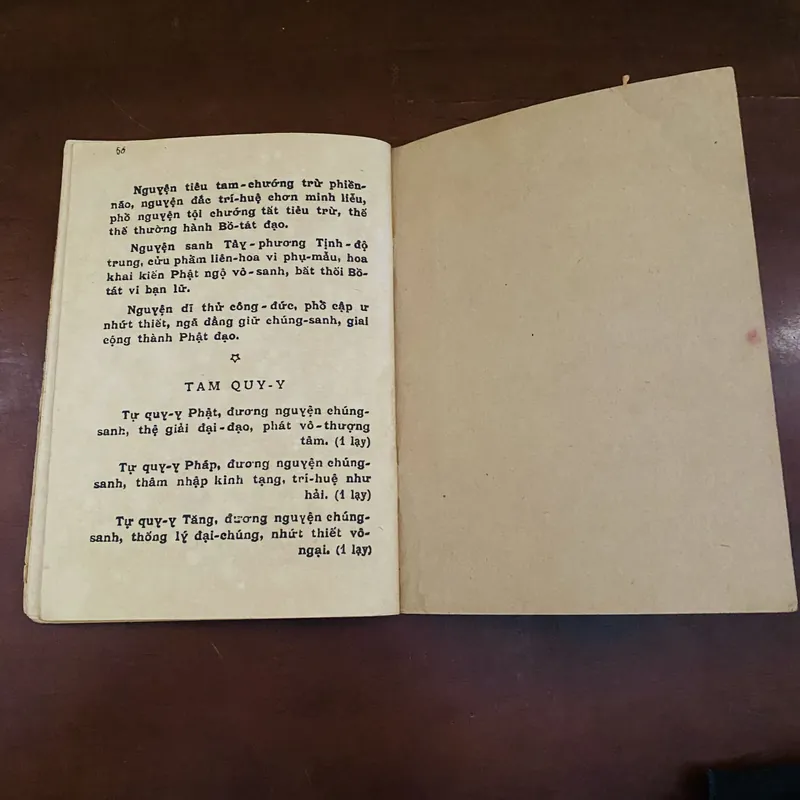 56
Nguyện tiêu tam-chướng trừ phiền-
não, nguyện đắc trí-huệ chơn minh liễu,
phổ nguyện tội chướng tất tiêu trừ, thế
thế thường hành Bồ-tát đạo.
Nguyện sanh Tây-phương Tịnh-độ
trung, cửu phẩm liên-hoa vi phụ-mẫu, hoa
khai kiến Phật ngộ vô-sanh, bất thối Bồ-
tát vi bạn lữ.
Nguyện dĩ thử công-đức, phổ cập ư
nhứt thiết, ngã đẳng giữ chúng-sanh, giai
cộng thành Phật đạo.
TAM QUY-Y
Tự quy-y Phật, đương nguyện chúng-
sanh, thệ giải đại-đạo, phát vô-thượng
tâm. (1 lạy)
Tự quy-y Pháp, đương nguyện chúng-
sanh, thâm nhập kinh tạng, trí-huệ như
hải. (1 lạy)
Tự quy-y Tăng, đương nguyện chúng-
sanh, thống lý đại-chúng, nhứt thiết vô-
ngại. (1 lạy)